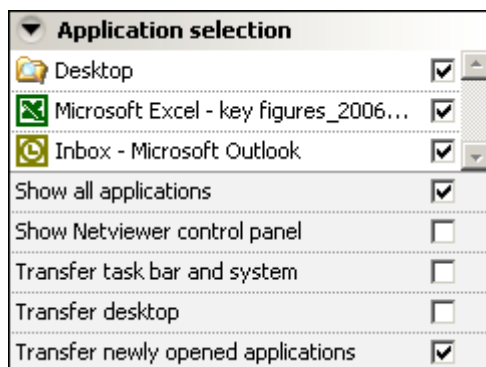 Application selection
Desktop
Microsoft Excel - key figures_2006...
Inbox - Microsoft Outlook
Show all applications
Show Netviewer control panel
Transfer task bar and system
Transfer desktop
Transfer newly opened applications